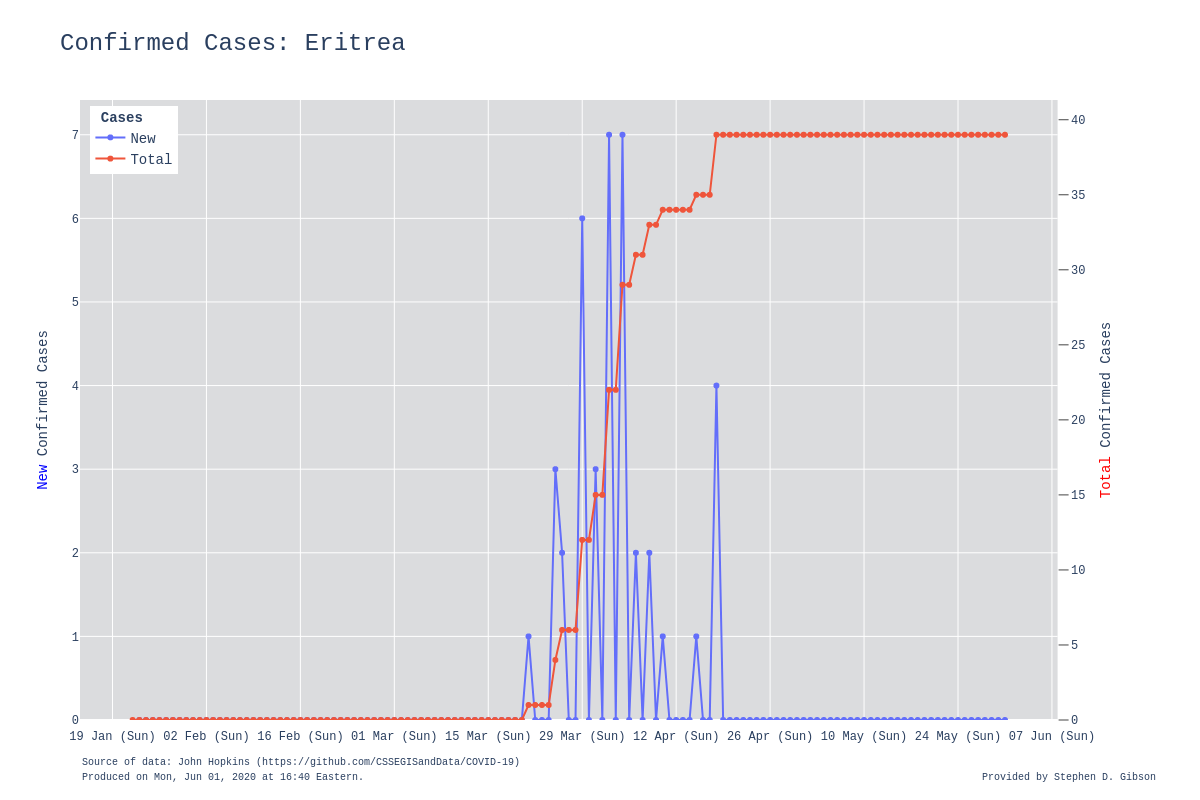 Confirmed Cases: Eritrea
Cases
New
Total
7
6
5
4
3
2
1
0
New Confirmed Cases
40
35
30
25
20
15
10
5
0
Total Confirmed Cases
19 Jan (Sun) 02 Feb (Sun) 16 Feb (Sun) 01 Mar (Sun) 15 Mar (Sun) 29 Mar (Sun) 12 Apr (Sun) 26 Apr (Sun) 10 May (Sun) 24 May (Sun) 07 Jun (Sun)
Source of data: John Hopkins (https://github.com/CSSEGISandData/COVID-19)
Produced on Mon, Jun 01, 2020 at 16:40 Eastern.
Provided by Stephen D. Gibson